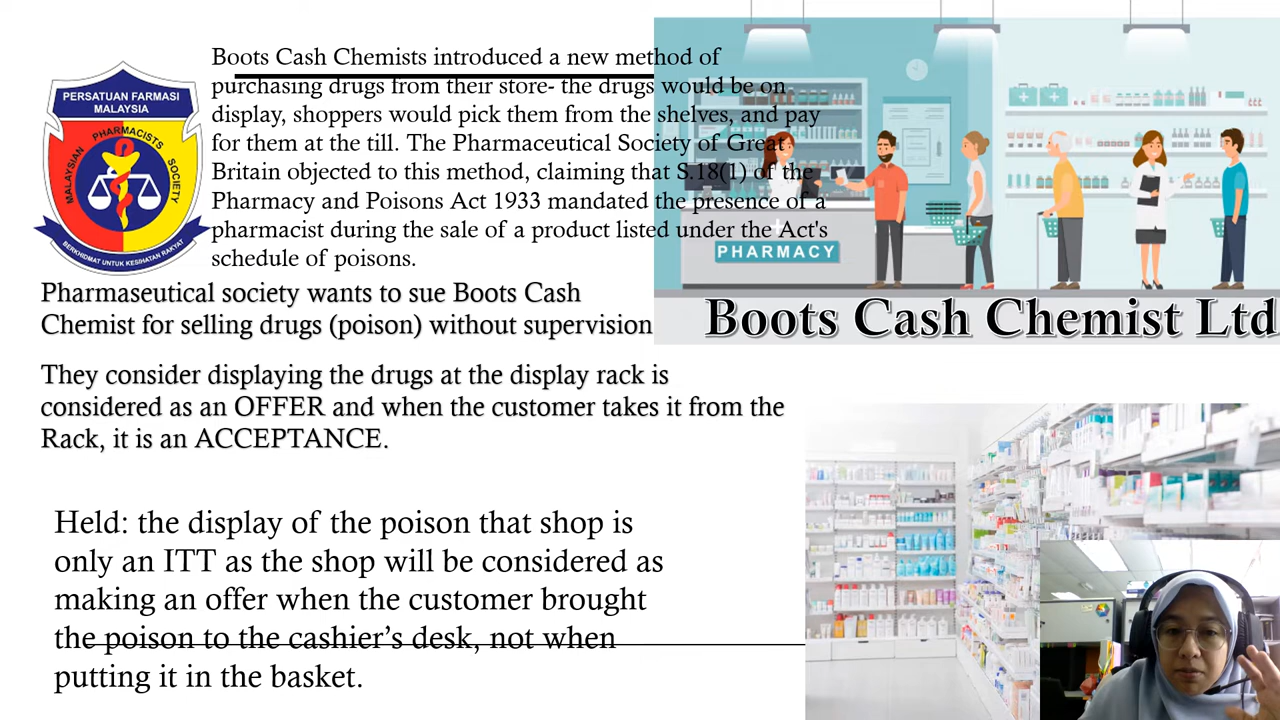 Boots Cash Chemists introduced a new method of
purchasing drugs from their store- the drugs would be on
display, shoppers would pick them from the shelves, and pay
for them at the till. The Pharmaceutical Society of Great
Britain objected to this method, claiming that S.18(1) of the
Pharmacy and Poisons Act 1933 mandated the presence of a
pharmacist during the sale of a product listed under the Act's
schedule of poisons.
PERSATUAN FARMASI
MALAYSIA
MALAYSIAN PHARMACISTS SOCIETY
BERKHIDMAT UNTUK KESIHATAN RAKYAT
PHARMACY
Boots Cash Chemist Ltd
Pharmaseutical society wants to sue Boots Cash
Chemist for selling drugs (poison) without supervision
They consider displaying the drugs at the display rack is
considered as an OFFER and when the customer takes it from the
Rack, it is an ACCEPTANCE.
Held: the display of the poison that shop is
only an ITT as the shop will be considered as
making an offer when the customer brought
the poison to the cashier’s desk, not when
putting it in the basket.